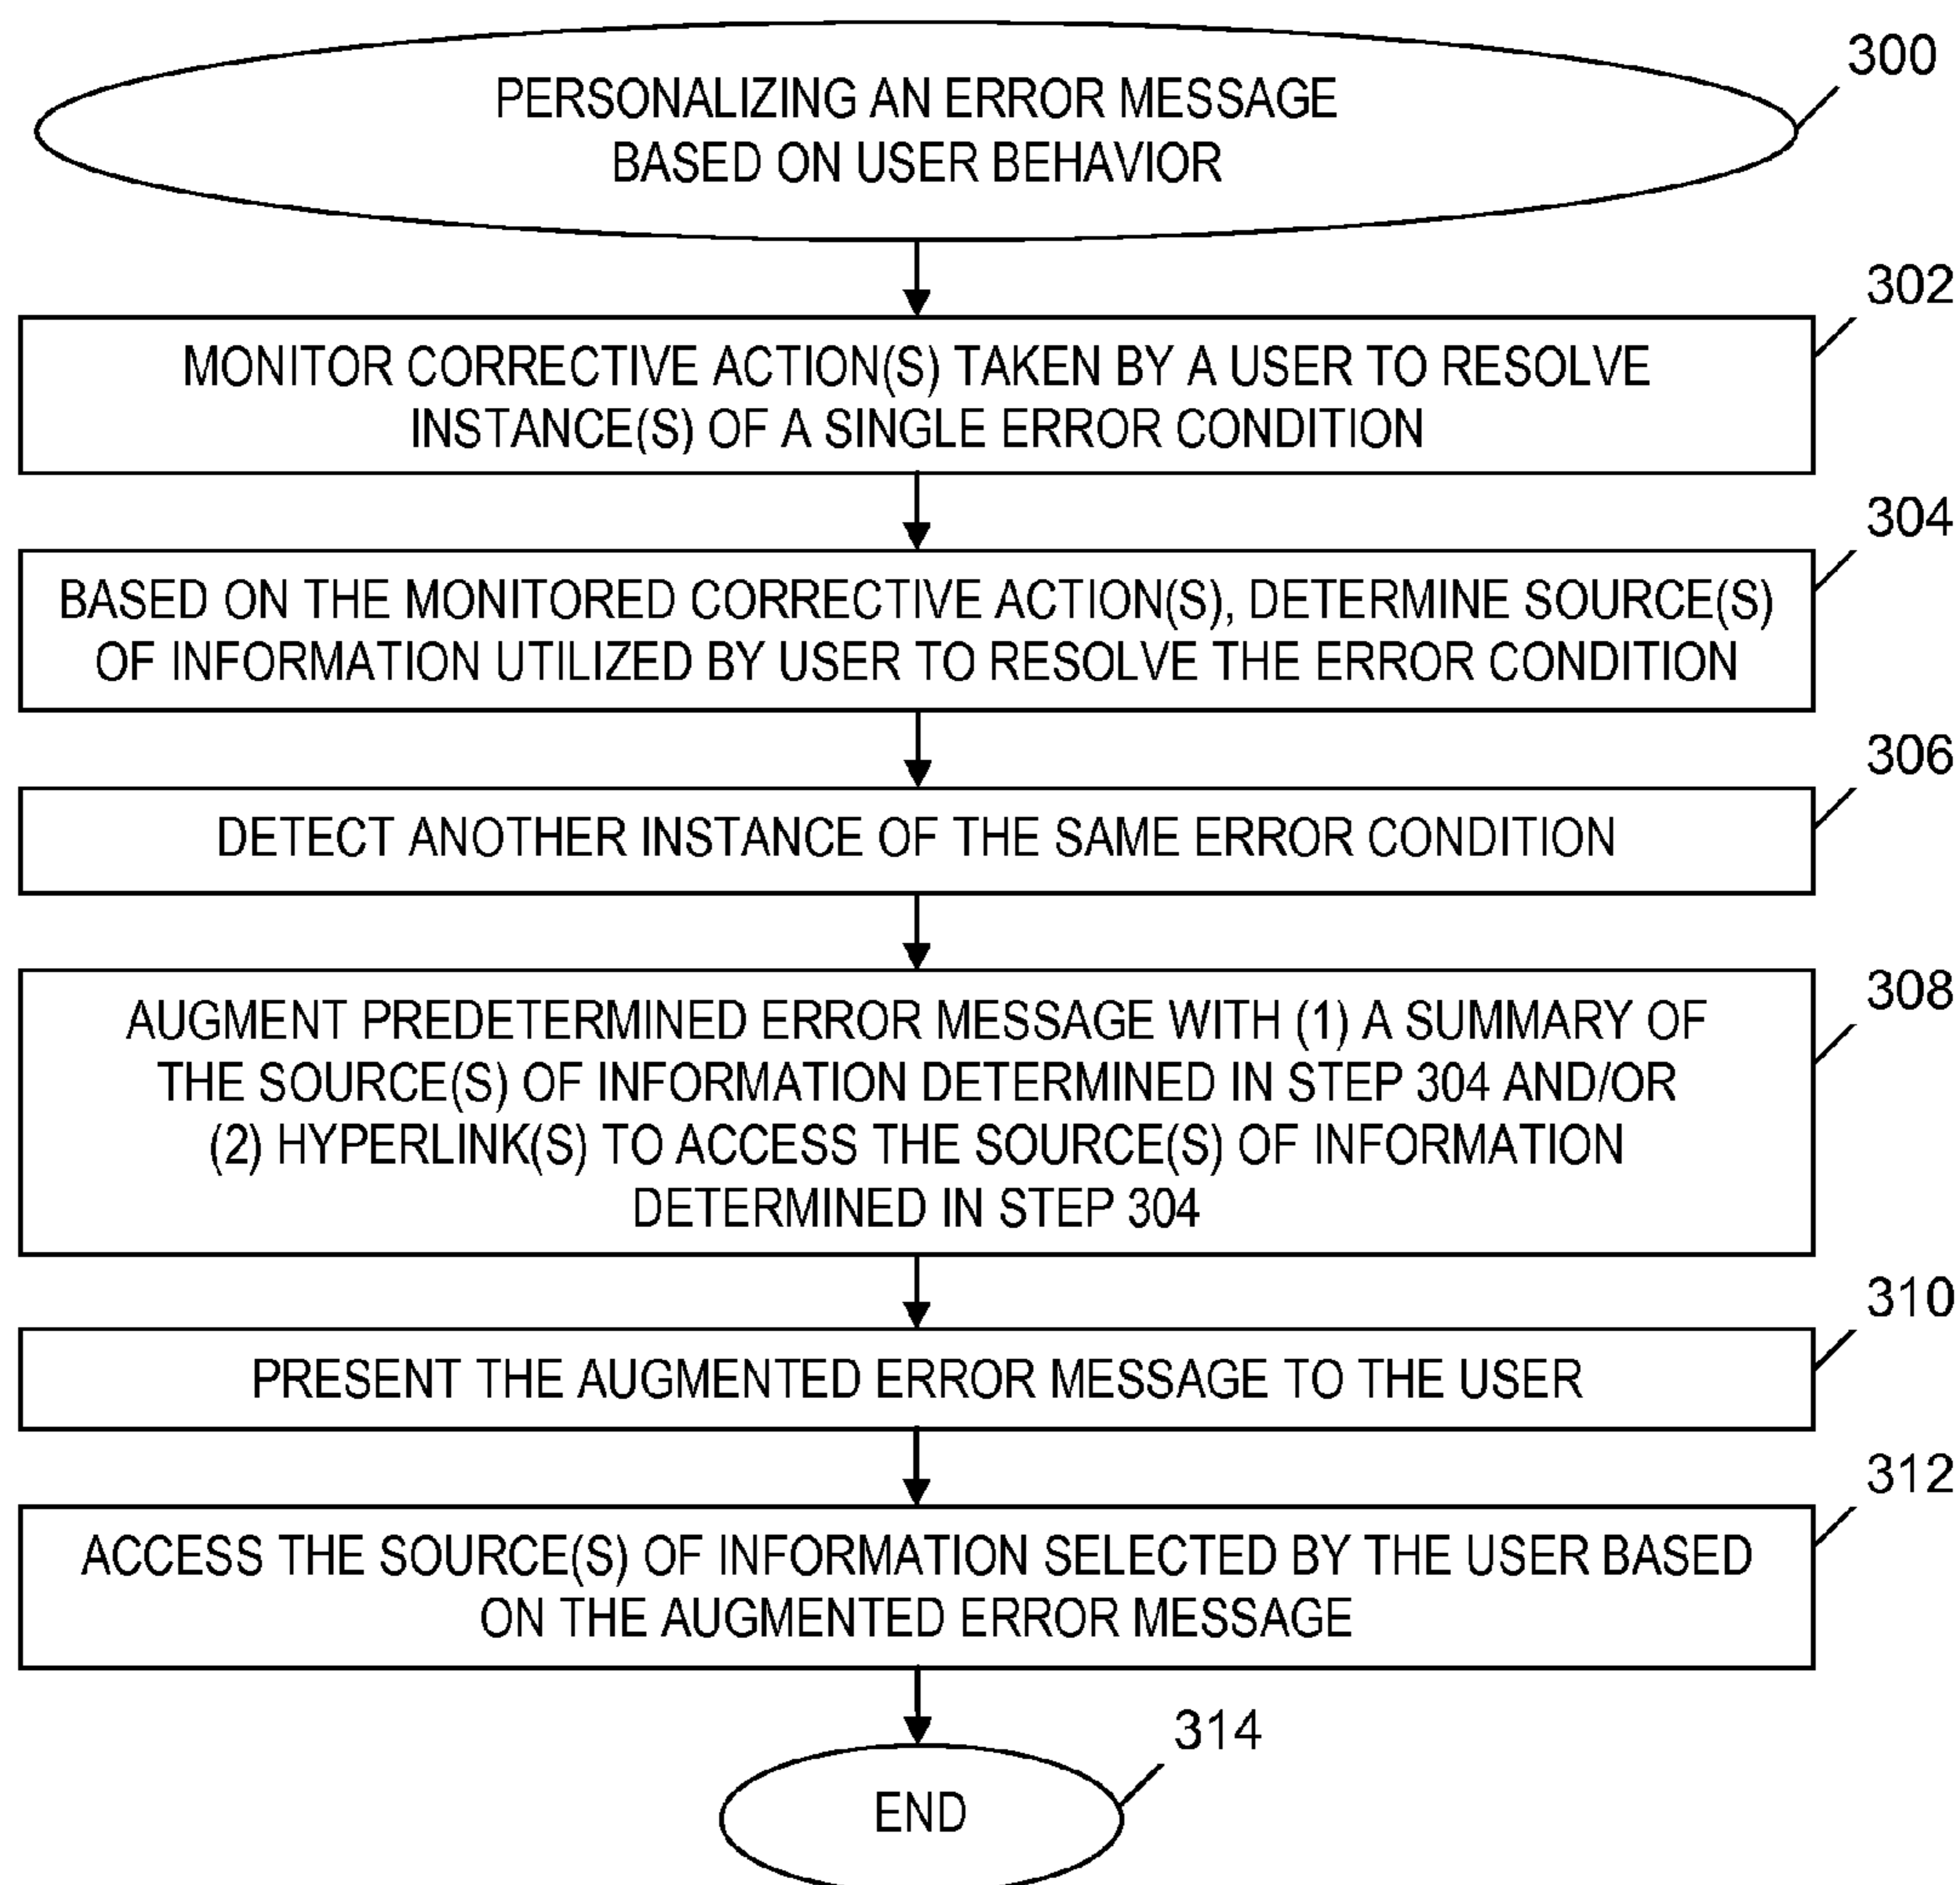 300
PERSONALIZING AN ERROR MESSAGE
BASED ON USER BEHAVIOR
302
MONITOR CORRECTIVE ACTION(S) TAKEN BY A USER TO RESOLVE
INSTANCE(S) OF A SINGLE ERROR CONDITION
304
BASED ON THE MONITORED CORRECTIVE ACTION(S), DETERMINE SOURCE(S)
OF INFORMATION UTILIZED BY USER TO RESOLVE THE ERROR CONDITION
306
DETECT ANOTHER INSTANCE OF THE SAME ERROR CONDITION
308
AUGMENT PREDETERMINED ERROR MESSAGE WITH (1) A SUMMARY OF
THE SOURCE(S) OF INFORMATION DETERMINED IN STEP 304 AND/OR
(2) HYPERLINK(S) TO ACCESS THE SOURCE(S) OF INFORMATION
DETERMINED IN STEP 304
310
PRESENT THE AUGMENTED ERROR MESSAGE TO THE USER
312
ACCESS THE SOURCE(S) OF INFORMATION SELECTED BY THE USER BASED
ON THE AUGMENTED ERROR MESSAGE
314
END